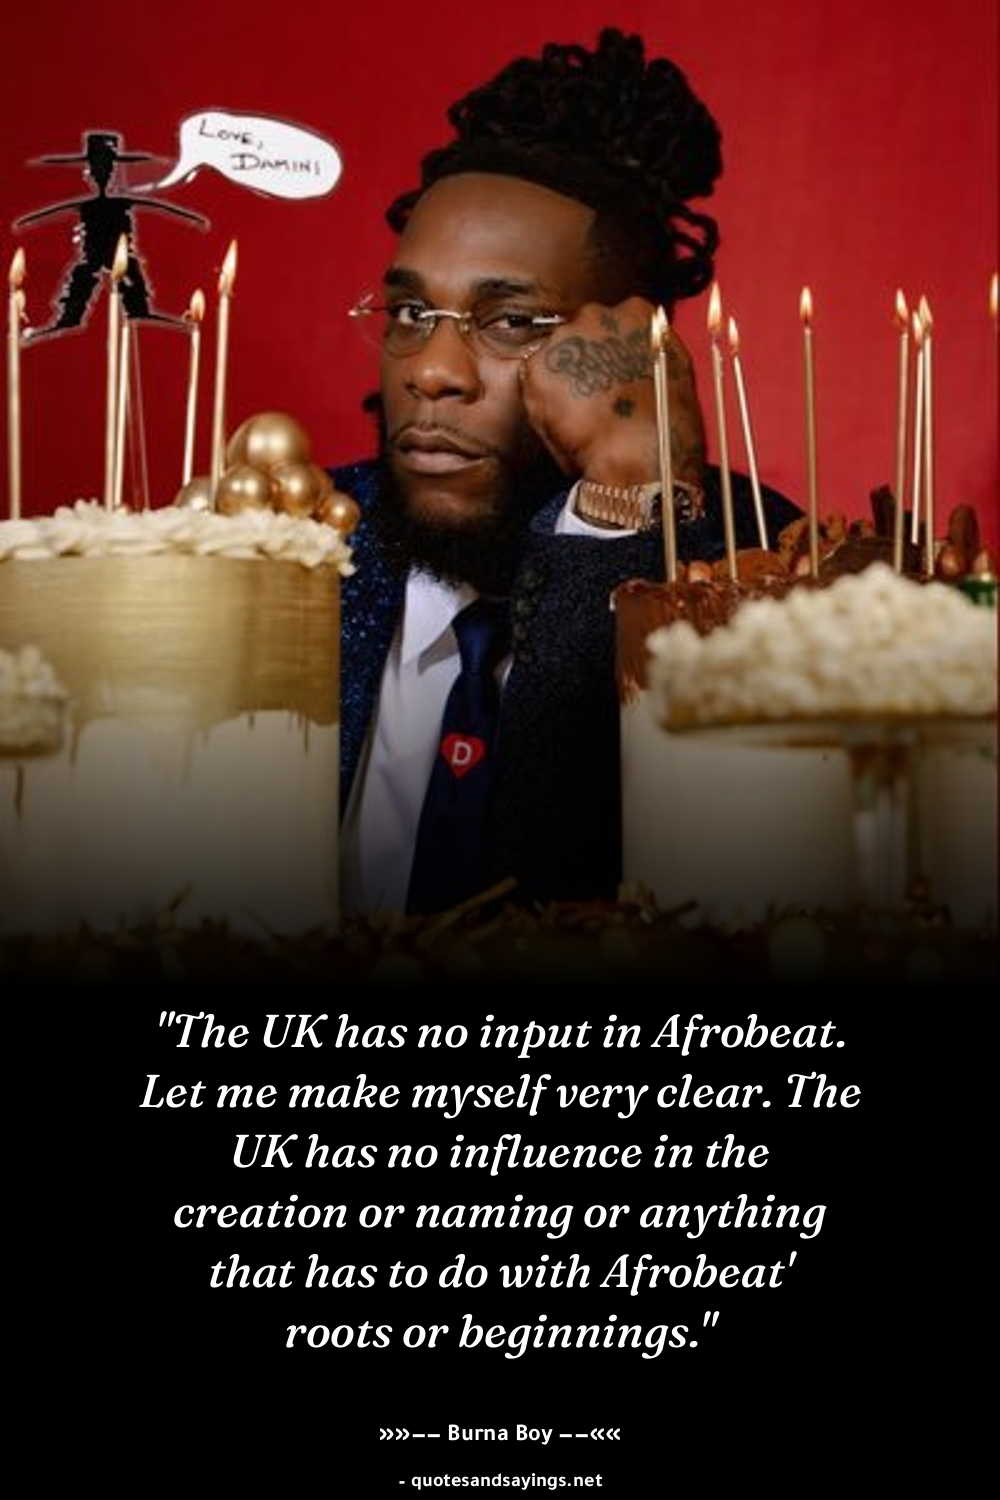 LOVE,
DAMINI
D
"The UK has no input in Afrobeat.
Let me make myself very clear. The
UK has no influence in the
creation or naming or anything
that has to do with Afrobeat'
roots or beginnings."
»»−− Burna Boy −−««
- quotesandsayings.net